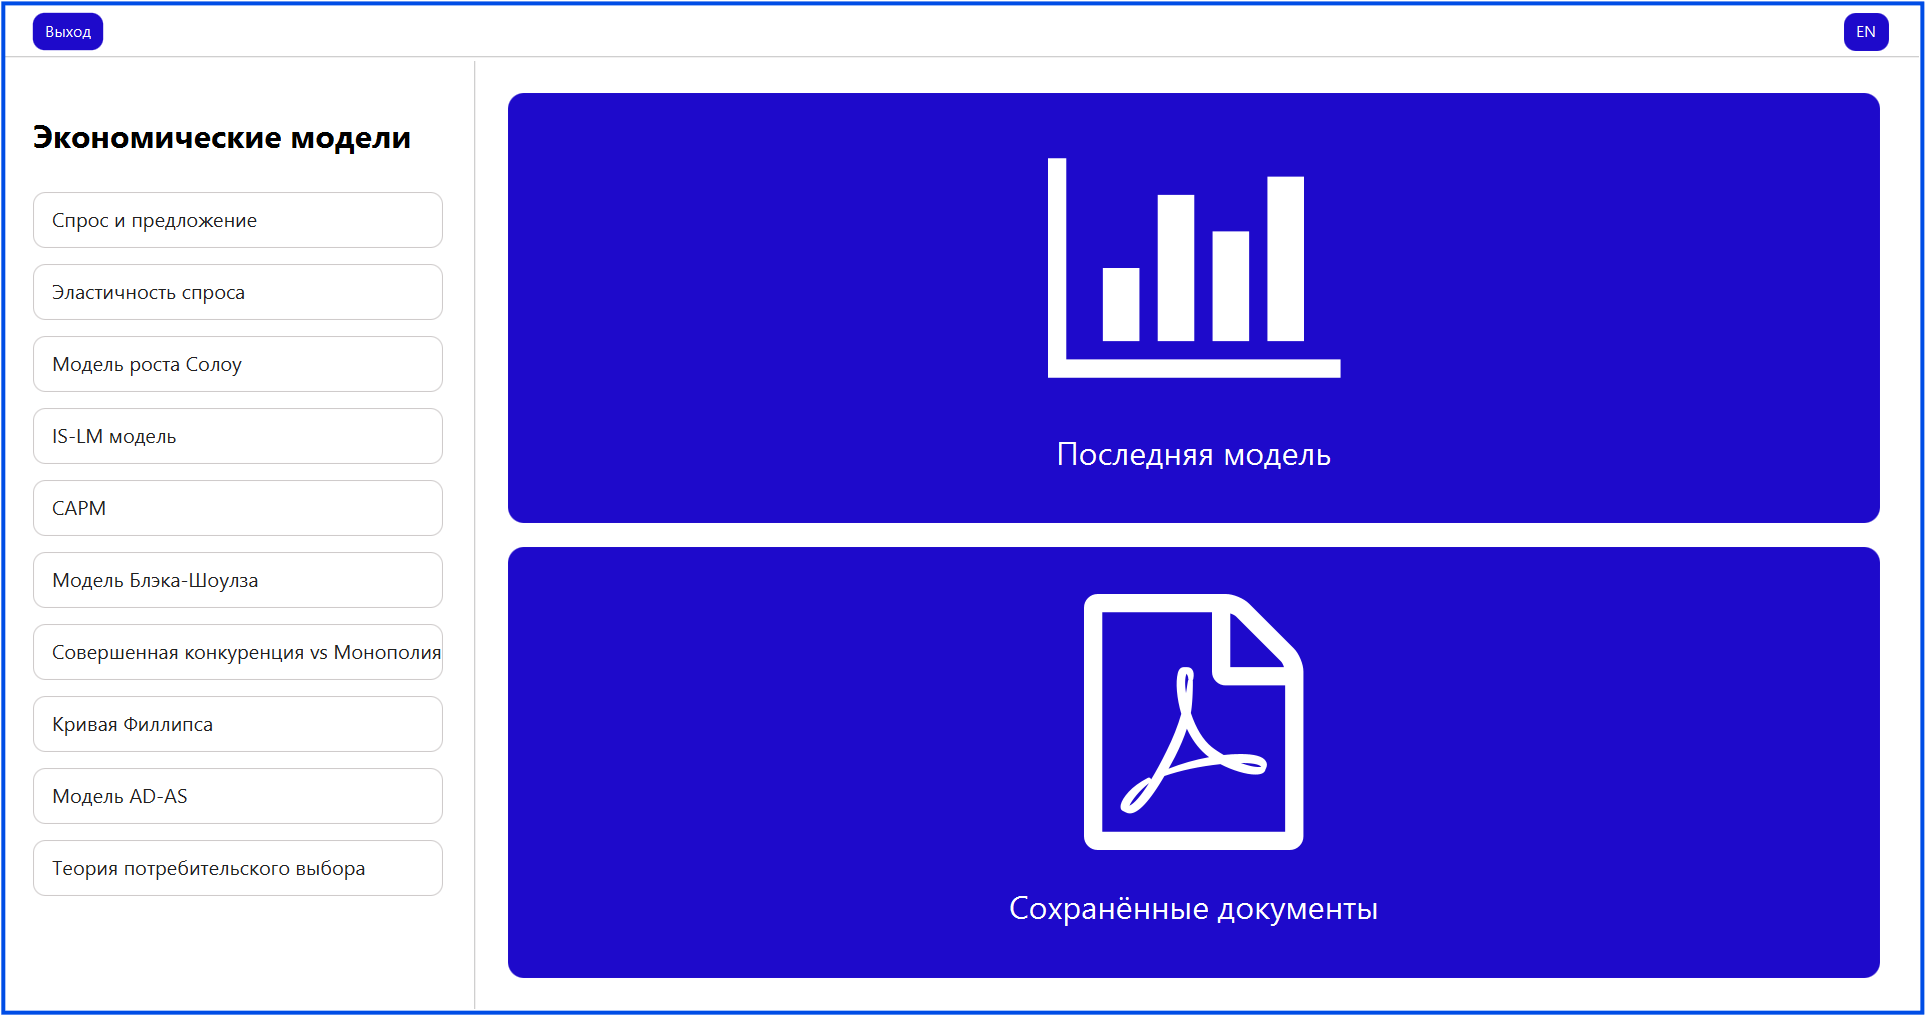 Выход
EN
Экономические модели
Спрос и предложение
Эластичность спроса
Модель роста Солоу
IS-LM модель
CAPM
Модель Блэка-Шоулза
Совершенная конкуренция vs Монополия
Кривая Филлипса
Модель AD-AS
Теория потребительского выбора
Последняя модель
Сохранённые документы